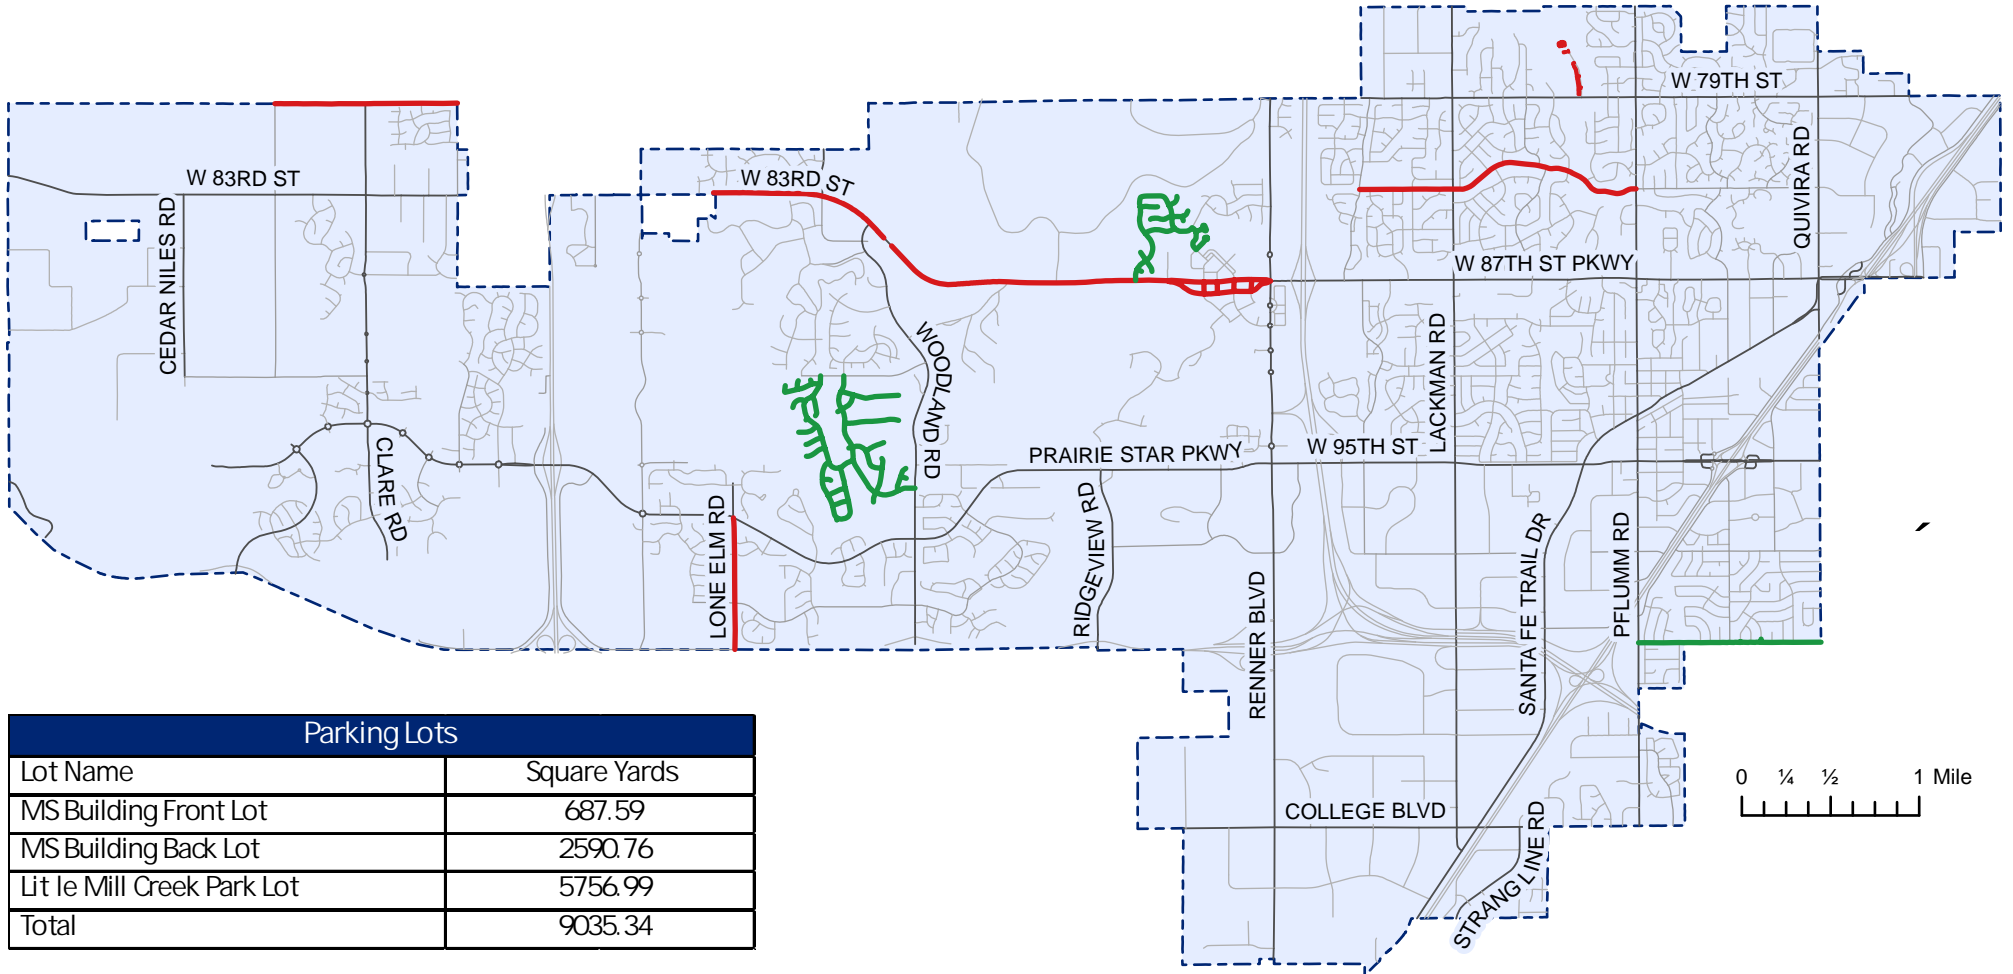 W 79TH ST
QUIVIRA RD
W 83RD ST
W 83RD ST
CEDAR NILES RD
W 87TH ST PKWY
LACKMAN RD
WOODLAND RD
CLARE RD
PRAIRIE STAR PKWY
W 95TH ST
LONE ELM RD
RIDGEVIEW RD
RENNER BLVD
SANTA FE TRAIL DR
PFLUMM RD
COLLEGE BLVD
STRANG LINE RD
0 ¼ ½ 1 Mile
Parking Lots
Lot Name Square Yards
MS Building Front Lot 687.59
MS Building Back Lot 2590.76
Lit le Mill Creek Park Lot 5756.99
Total 9035.34